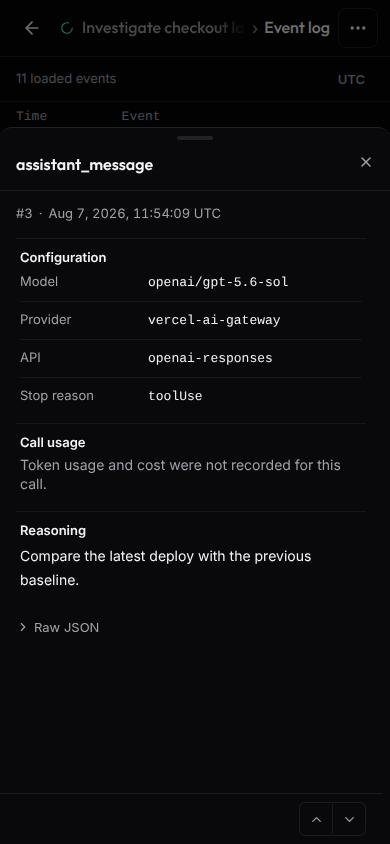 Investigate checkout › Event log
11 loaded events
UTC
Time Event
assistant_message
#3 · Aug 7, 2026, 11:54:09 UTC
Configuration
Model openai/gpt-5.6-sol
Provider vercel-ai-gateway
API openai-responses
Stop reason toolUse
Call usage
Token usage and cost were not recorded for this
call.
Reasoning
Compare the latest deploy with the previous
baseline.
Raw JSON